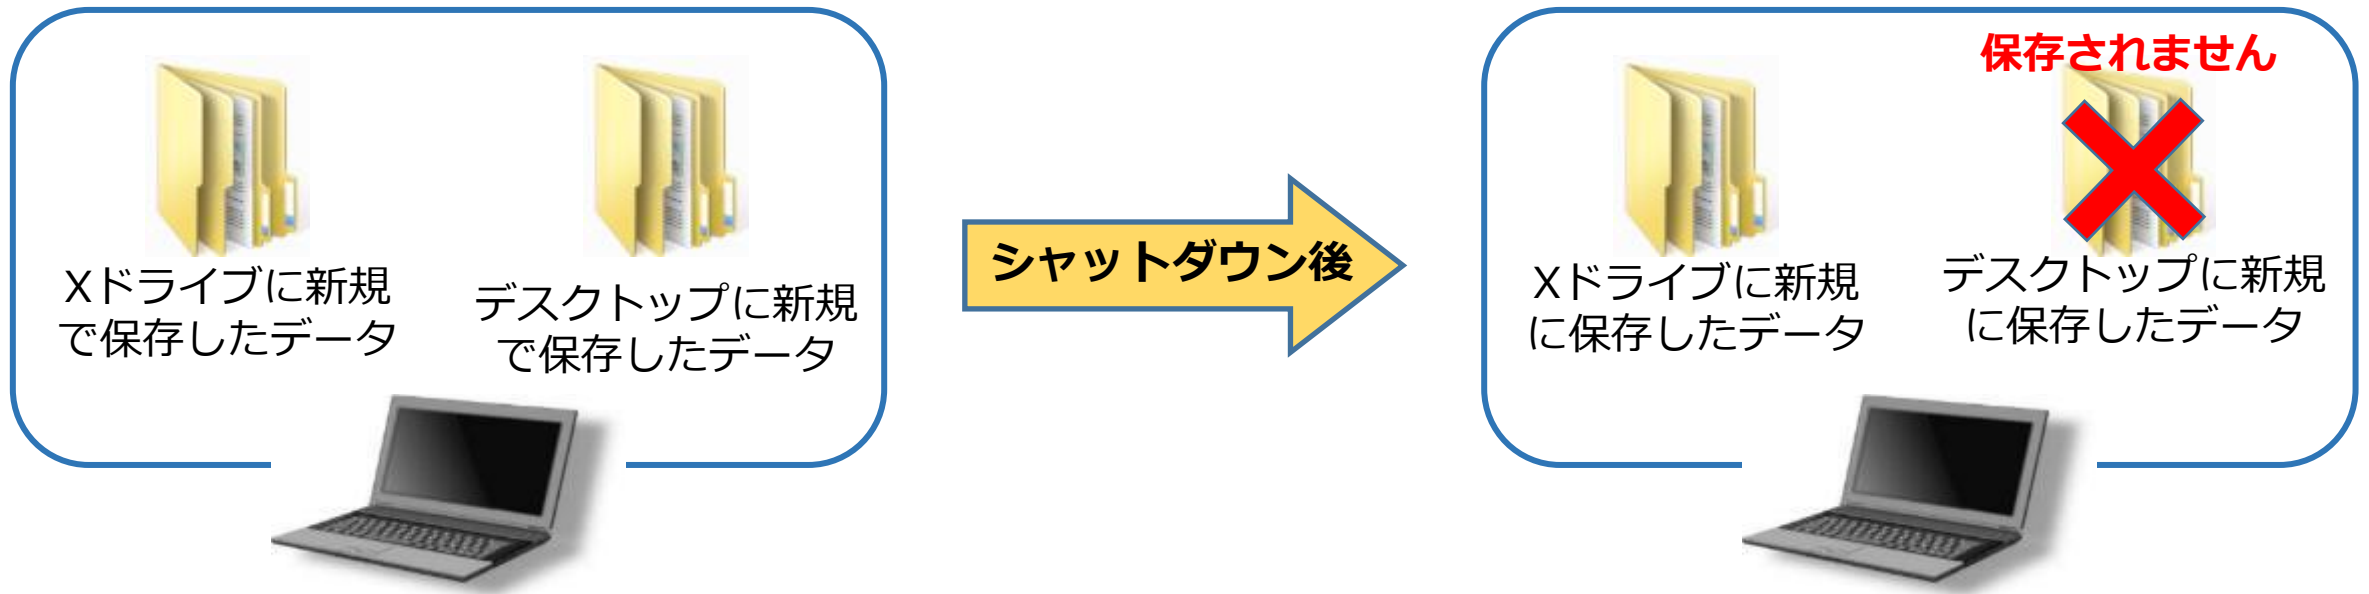 Xドライブに新規
で保存したデータ
デスクトップに新規
で保存したデータ
シャットダウン後
保存されません
Xドライブに新規
に保存したデータ
デスクトップに新規
に保存したデータ